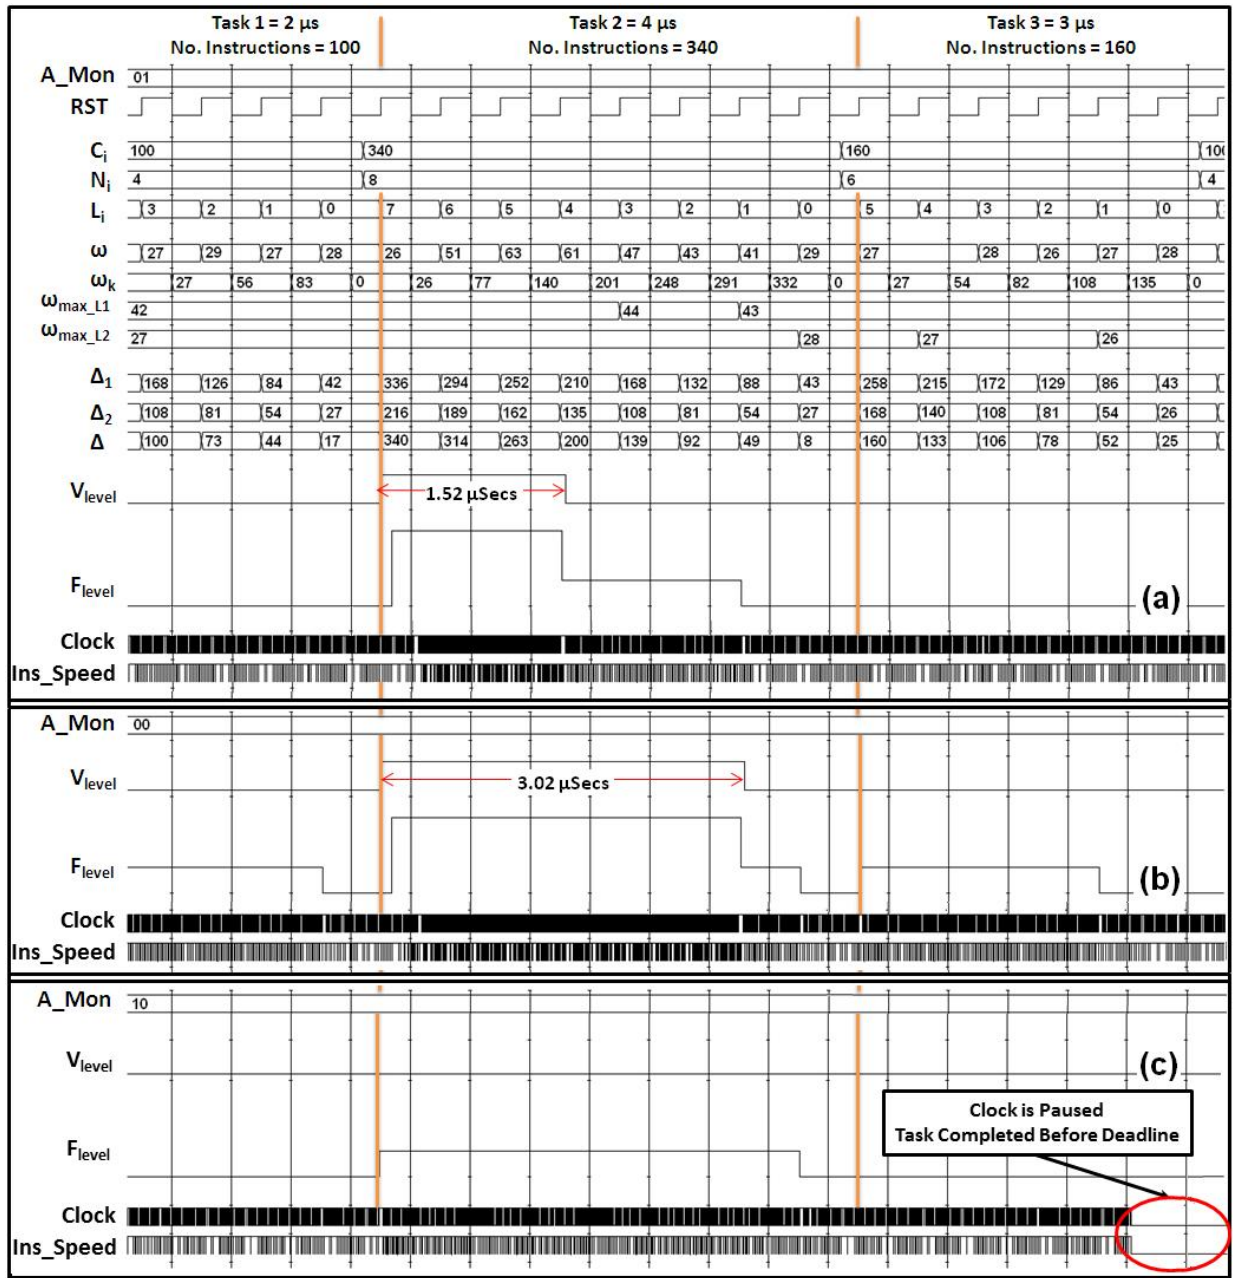 Task 1 = 2 μs Task 2 = 4 μs Task 3 = 3 μs
No. Instructions = 100 No. Instructions = 340 No. Instructions = 160
A_Mon 01
RST
Ci 100 340 160 100
Ni 4 8 6 4
Li 3 2 1 0 7 6 5 4 3 2 1 0 5 4 3 2 1 0
ω 27 29 27 28 26 51 63 61 47 43 41 29 27 28 26 27 28
ωk 27 56 83 0 26 77 140 201 248 291 332 0 27 54 82 108 135 0
ωmax_L1 42 44 43
ωmax_L2 27 28 27 26
Δ1 168 126 84 42 336 294 252 210 168 132 88 43 258 215 172 129 86 43
Δ2 108 81 54 27 216 189 162 135 108 81 54 27 168 140 108 81 54 26
Δ 100 73 44 17 340 314 263 200 139 92 49 8 160 133 106 78 52 25
Vlevel 1.52 μSecs
Flevel (a)
Clock
Ins_Speed
A_Mon 00
Vlevel 3.02 μSecs
Flevel (b)
Clock
Ins_Speed
A_Mon 10
Vlevel (c)
Clock is Paused
Task Completed Before Deadline
Flevel
Clock
Ins_Speed